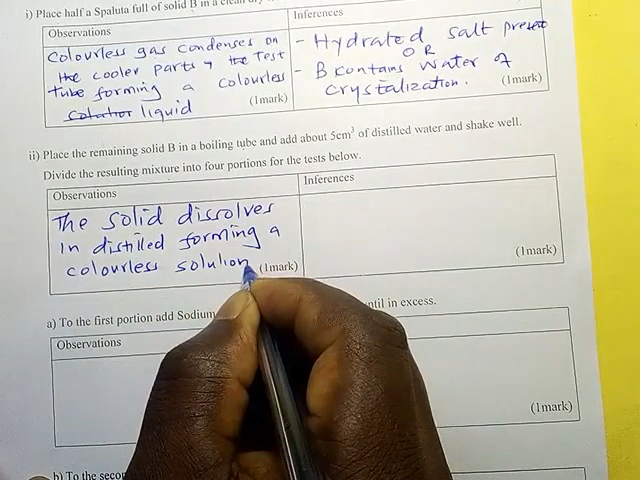 i) Place half a Spaluta full of solid B in a clean dry
Observations
Inferences
Colourless gas condenses on
the cooler parts of the Test
tube forming a colourless
solution liquid
(1mark)
- Hydrated salt present
OR
- B contains water of
crystalization.
(1mark)
ii) Place the remaining solid B in a boiling tube and add about 5cm³ of distilled water and shake well.
Divide the resulting mixture into four portions for the tests below.
Observations
Inferences
The solid dissolves
in distilled forming a
colourless solution
(1mark)
(1mark)
a) To the first portion add Sodium
until in excess.
Observations
(1mark)
b) To the secon